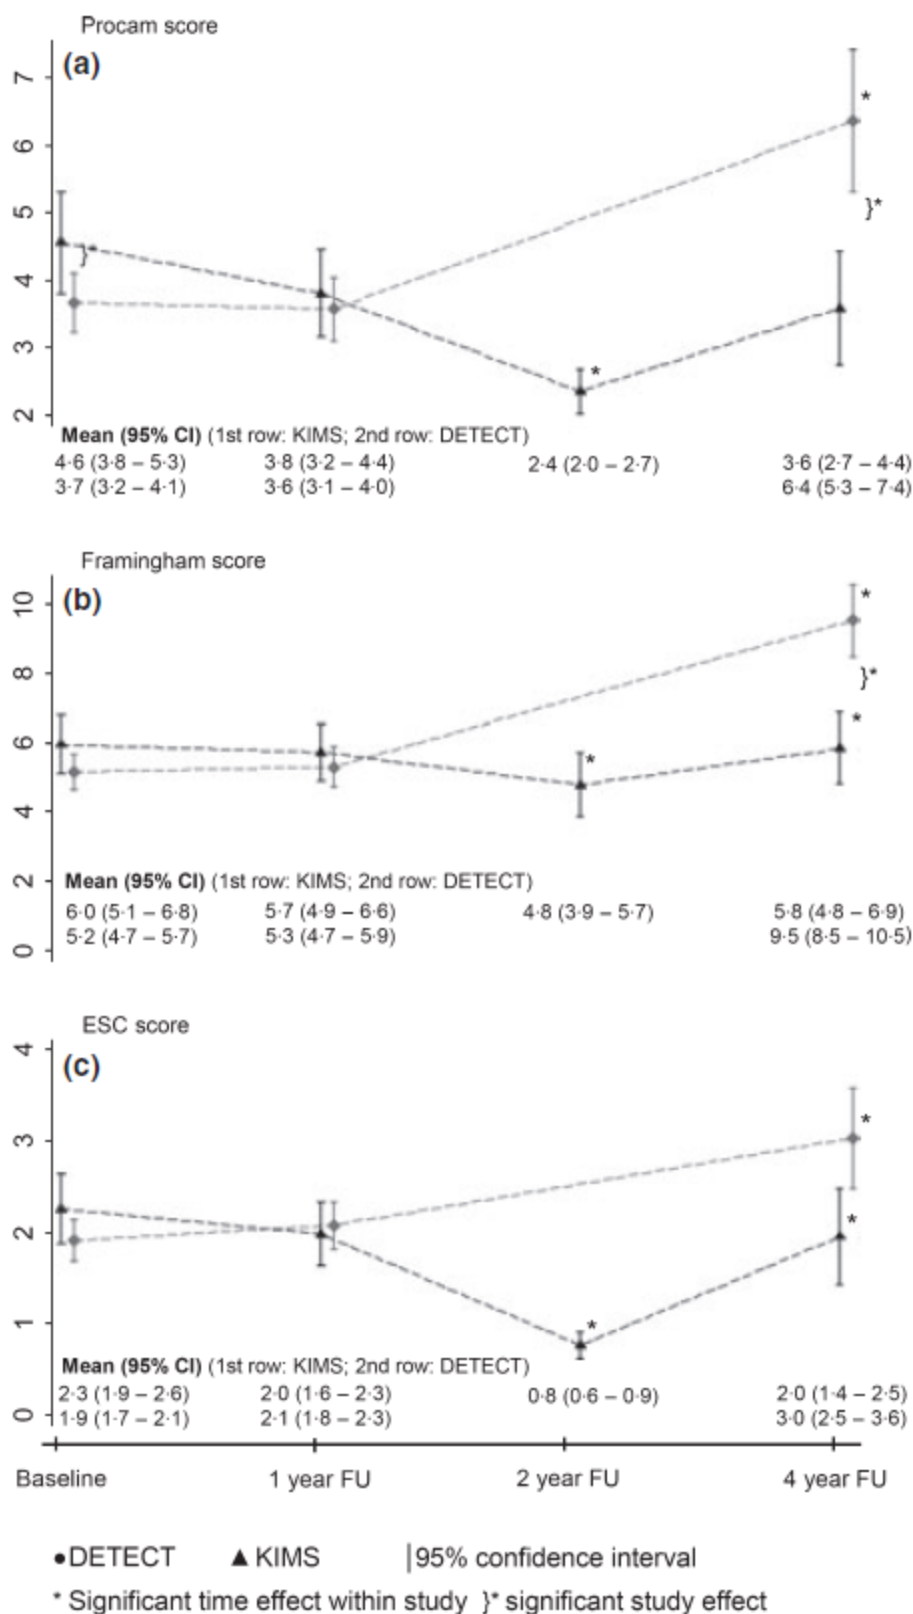 Procam score
(a)
7
6
5
4
3
2
* }* }* *
Mean (95% CI) (1st row: KIMS; 2nd row: DETECT)
4·6 (3·8 – 5·3) 3·8 (3·2 – 4·4) 2·4 (2·0 – 2·7) 3·6 (2·7 – 4·4)
3·7 (3·2 – 4·1) 3·6 (3·1 – 4·0) 6·4 (5·3 – 7·4)
Framingham score
(b)
10
8
6
4
2
0
* }* * *
Mean (95% CI) (1st row: KIMS; 2nd row: DETECT)
6·0 (5·1 – 6·8) 5·7 (4·9 – 6·6) 4·8 (3·9 – 5·7) 5·8 (4·8 – 6·9)
5·2 (4·7 – 5·7) 5·3 (4·7 – 5·9) 9·5 (8·5 – 10·5)
ESC score
(c)
4
3
2
1
0
* * *
Mean (95% CI) (1st row: KIMS; 2nd row: DETECT)
2·3 (1·9 – 2·6) 2·0 (1·6 – 2·3) 0·8 (0·6 – 0·9) 2·0 (1·4 – 2·5)
1·9 (1·7 – 2·1) 2·1 (1·8 – 2·3) 3·0 (2·5 – 3·6)
Baseline 1 year FU 2 year FU 4 year FU
●DETECT ▲KIMS |95% confidence interval
* Significant time effect within study }* significant study effect